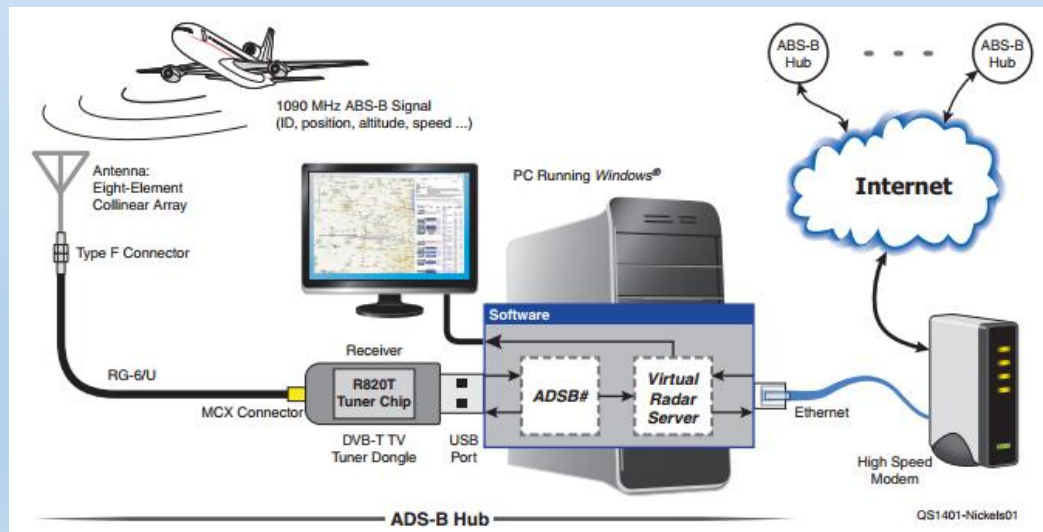 1090 MHz ABS-B Signal
(ID, position, altitude, speed ...)
Antenna:
Eight-Element
Collinear Array
Type F Connector
RG-6/U
MCX Connector
Receiver
R820T
Tuner Chip
DVB-T TV
Tuner Dongle
USB
Port
PC Running Windows®
Software
ADSB#
Virtual
Radar
Server
Ethernet
ABS-B
Hub
ABS-B
Hub
Internet
High Speed
Modem
ADS-B Hub
QS1401-Nickels01